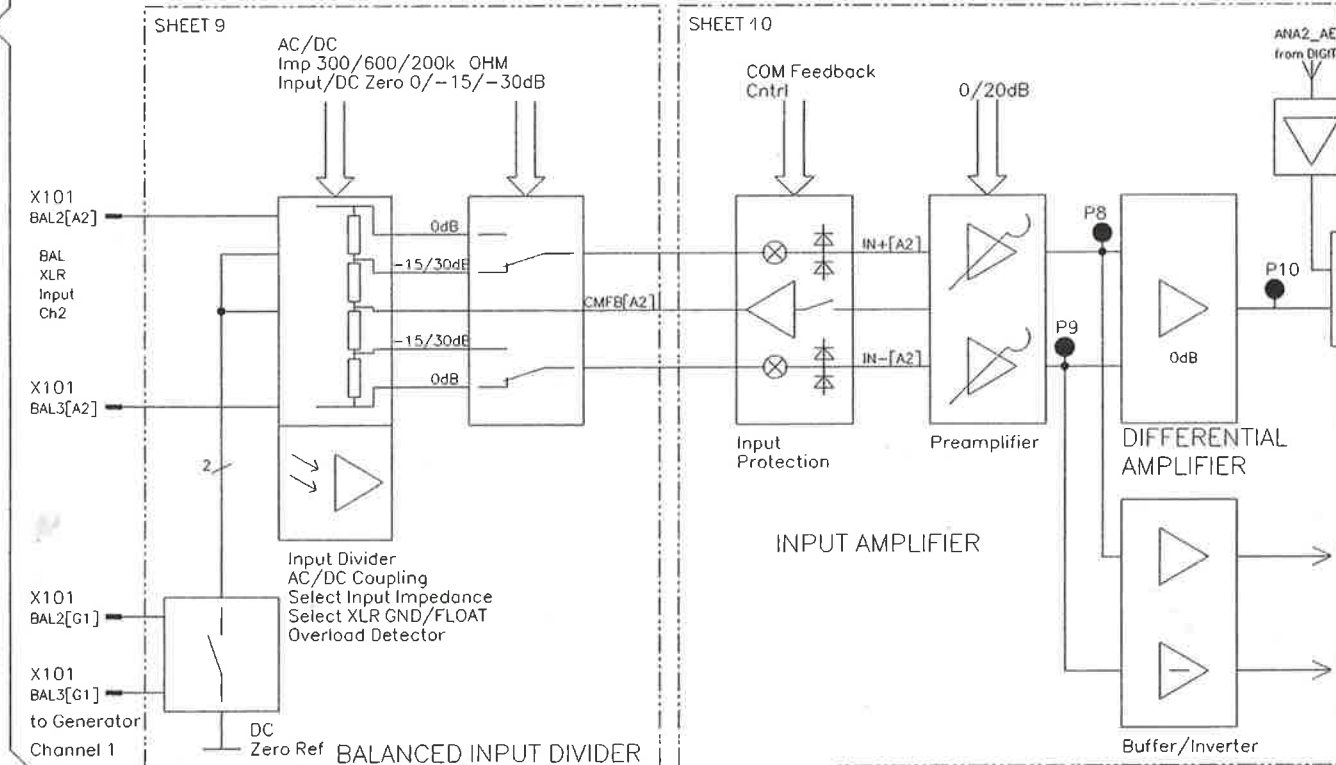 SHEET 9
AC/DC
Imp 300/600/200k OHM
Input/DC Zero 0/-15/-30dB
X101
BAL2[A2]
BAL
XLR
Input
Ch2
X101
BAL3[A2]
0dB
-15/30dB
-15/30dB
0dB
2
Input Divider
AC/DC Coupling
Select Input Impedance
Select XLR GND/FLOAT
Overload Detector
X101
BAL2[G1]
X101
BAL3[G1]
to Generator
Channel 1
DC
Zero Ref
BALANCED INPUT DIVIDER
SHEET 10
COM Feedback
Cntrl
0/20dB
CMFB[A2]
IN+[A2]
IN-[A2]
Input
Protection
Preamplifier
P8
P9
P10
0dB
DIFFERENTIAL
AMPLIFIER
INPUT AMPLIFIER
Buffer/Inverter
ANA2_AE
from DIGIT